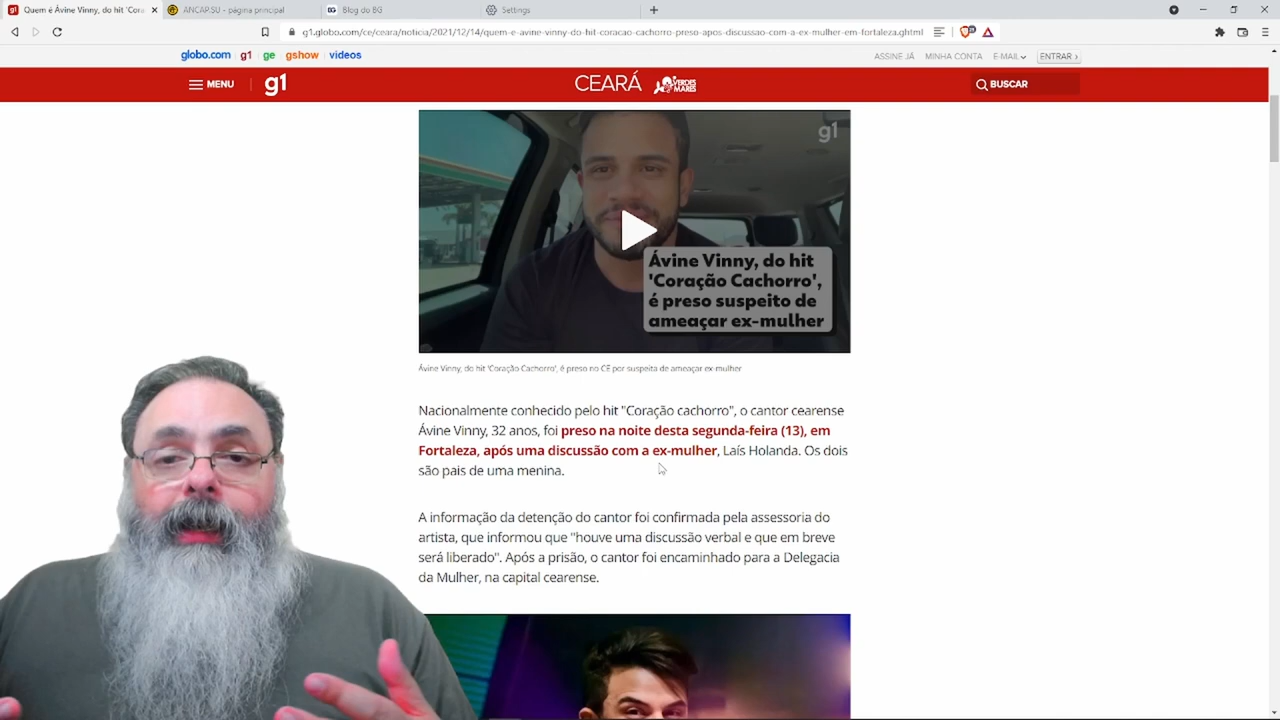 Quem é Ávine Vinny, do hit 'Cora
ANCAP.SU - página principal
Blog do BG
Settings
g1.globo.com/ce/ceara/noticia/2021/12/14/quem-e-avine-vinny-do-hit-coracao-cachorro-preso-apos-discussao-com-a-ex-mulher-em-fortaleza.ghtml
globo.com g1 ge gshow videos
ASSINE JÁ MINHA CONTA E-MAIL ENTRAR ›
MENU g1 CEARÁ VERDES MARES BUSCAR
g1
Ávine Vinny, do hit
'Coração Cachorro',
é preso suspeito de
ameaçar ex-mulher
Ávine Vinny, do hit 'Coração Cachorro', é preso no CE por suspeita de ameaçar ex-mulher
Nacionalmente conhecido pelo hit "Coração cachorro", o cantor cearense
Ávine Vinny, 32 anos, foi preso na noite desta segunda-feira (13), em
Fortaleza, após uma discussão com a ex-mulher, Laís Holanda. Os dois
são pais de uma menina.
A informação da detenção do cantor foi confirmada pela assessoria do
artista, que informou que "houve uma discussão verbal e que em breve
será liberado". Após a prisão, o cantor foi encaminhado para a Delegacia
da Mulher, na capital cearense.